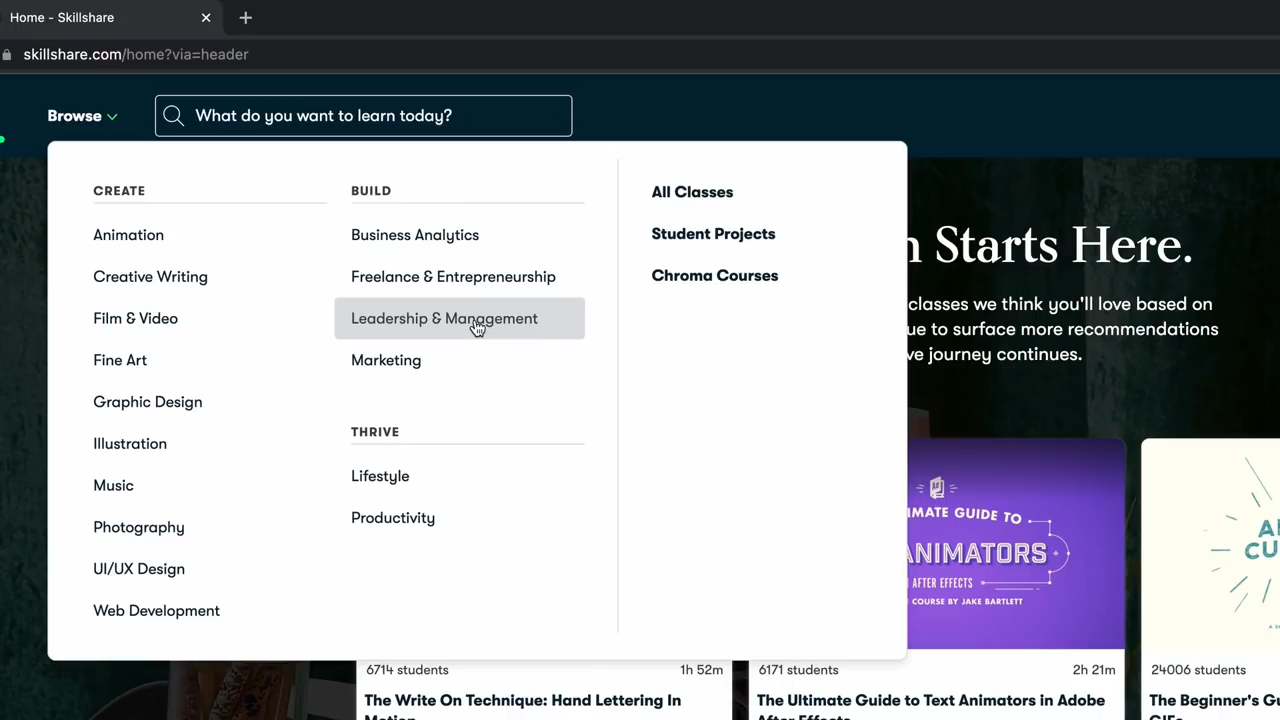 Home - Skillshare
skillshare.com/home?via=header
Browse
What do you want to learn today?
CREATE
Animation
Creative Writing
Film & Video
Fine Art
Graphic Design
Illustration
Music
Photography
UI/UX Design
Web Development
BUILD
Business Analytics
Freelance & Entrepreneurship
Leadership & Management
Marketing
THRIVE
Lifestyle
Productivity
All Classes
Student Projects
Chroma Courses
Starts Here.
classes we think you'll love based on
ue to surface more recommendations
journey continues.
IMATE GUIDE TO
ANIMATORS
AFTER EFFECTS
COURSE BY JAKE BARTLETT
6714 students 1h 52m
The Write On Technique: Hand Lettering In
Motion
6171 students 2h 21m
The Ultimate Guide to Text Animators in Adobe
After Effects
24006 students
The Beginner's Gu
GIFs